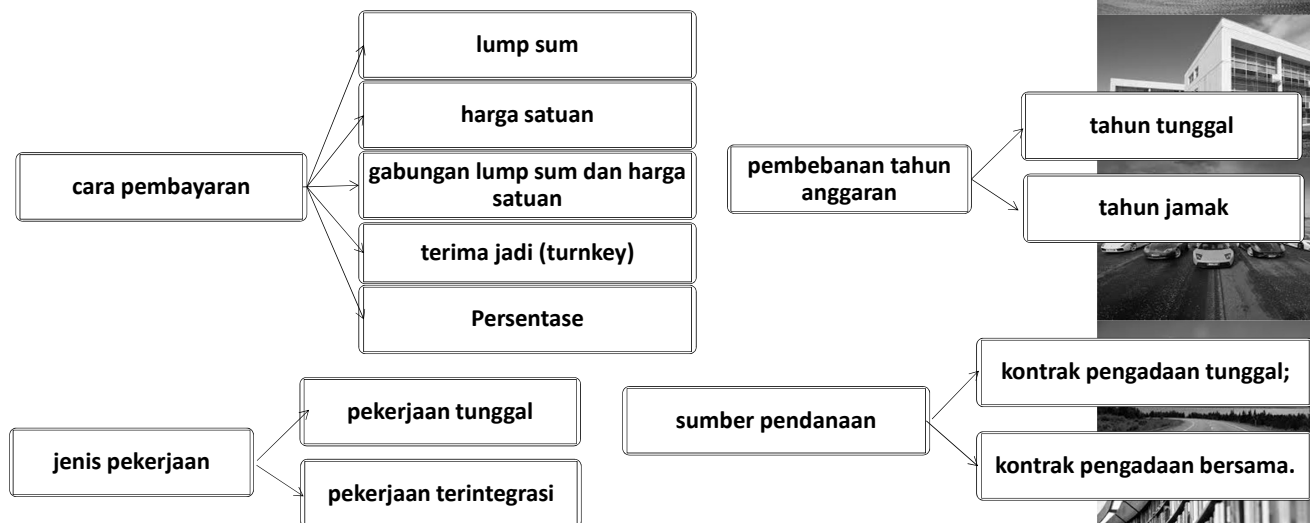 cara pembayaran
lump sum
harga satuan
gabungan lump sum dan harga
satuan
terima jadi (turnkey)
Persentase
pembebanan tahun
anggaran
tahun tunggal
tahun jamak
jenis pekerjaan
pekerjaan tunggal
pekerjaan terintegrasi
sumber pendanaan
kontrak pengadaan tunggal;
kontrak pengadaan bersama.